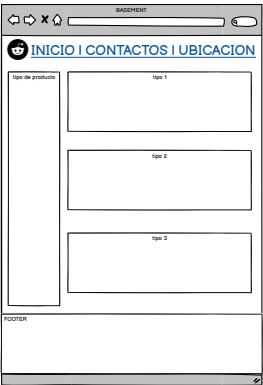 BASEMENT
INICIO | CONTACTOS | UBICACION
tipo de producto
tipo 1
tipo 2
tipo 3
FOOTER